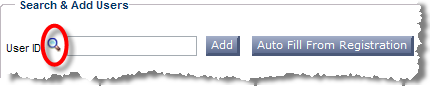 Search & Add Users
User ID Add Auto Fill From Registration